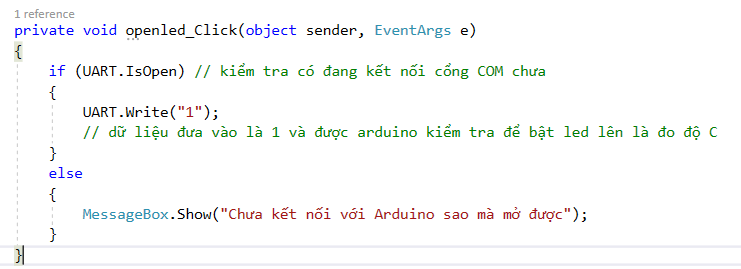 1 reference
private void openled_Click(object sender, EventArgs e)
{
if (UART.IsOpen) // kiểm tra có đang kết nối cổng COM chưa
{
UART.Write("1");
// dữ liệu đưa vào là 1 và được arduino kiểm tra để bật led lên là đo độ C
}
else
{
MessageBox.Show("Chưa kết nối với Arduino sao mà mở được");
}
}